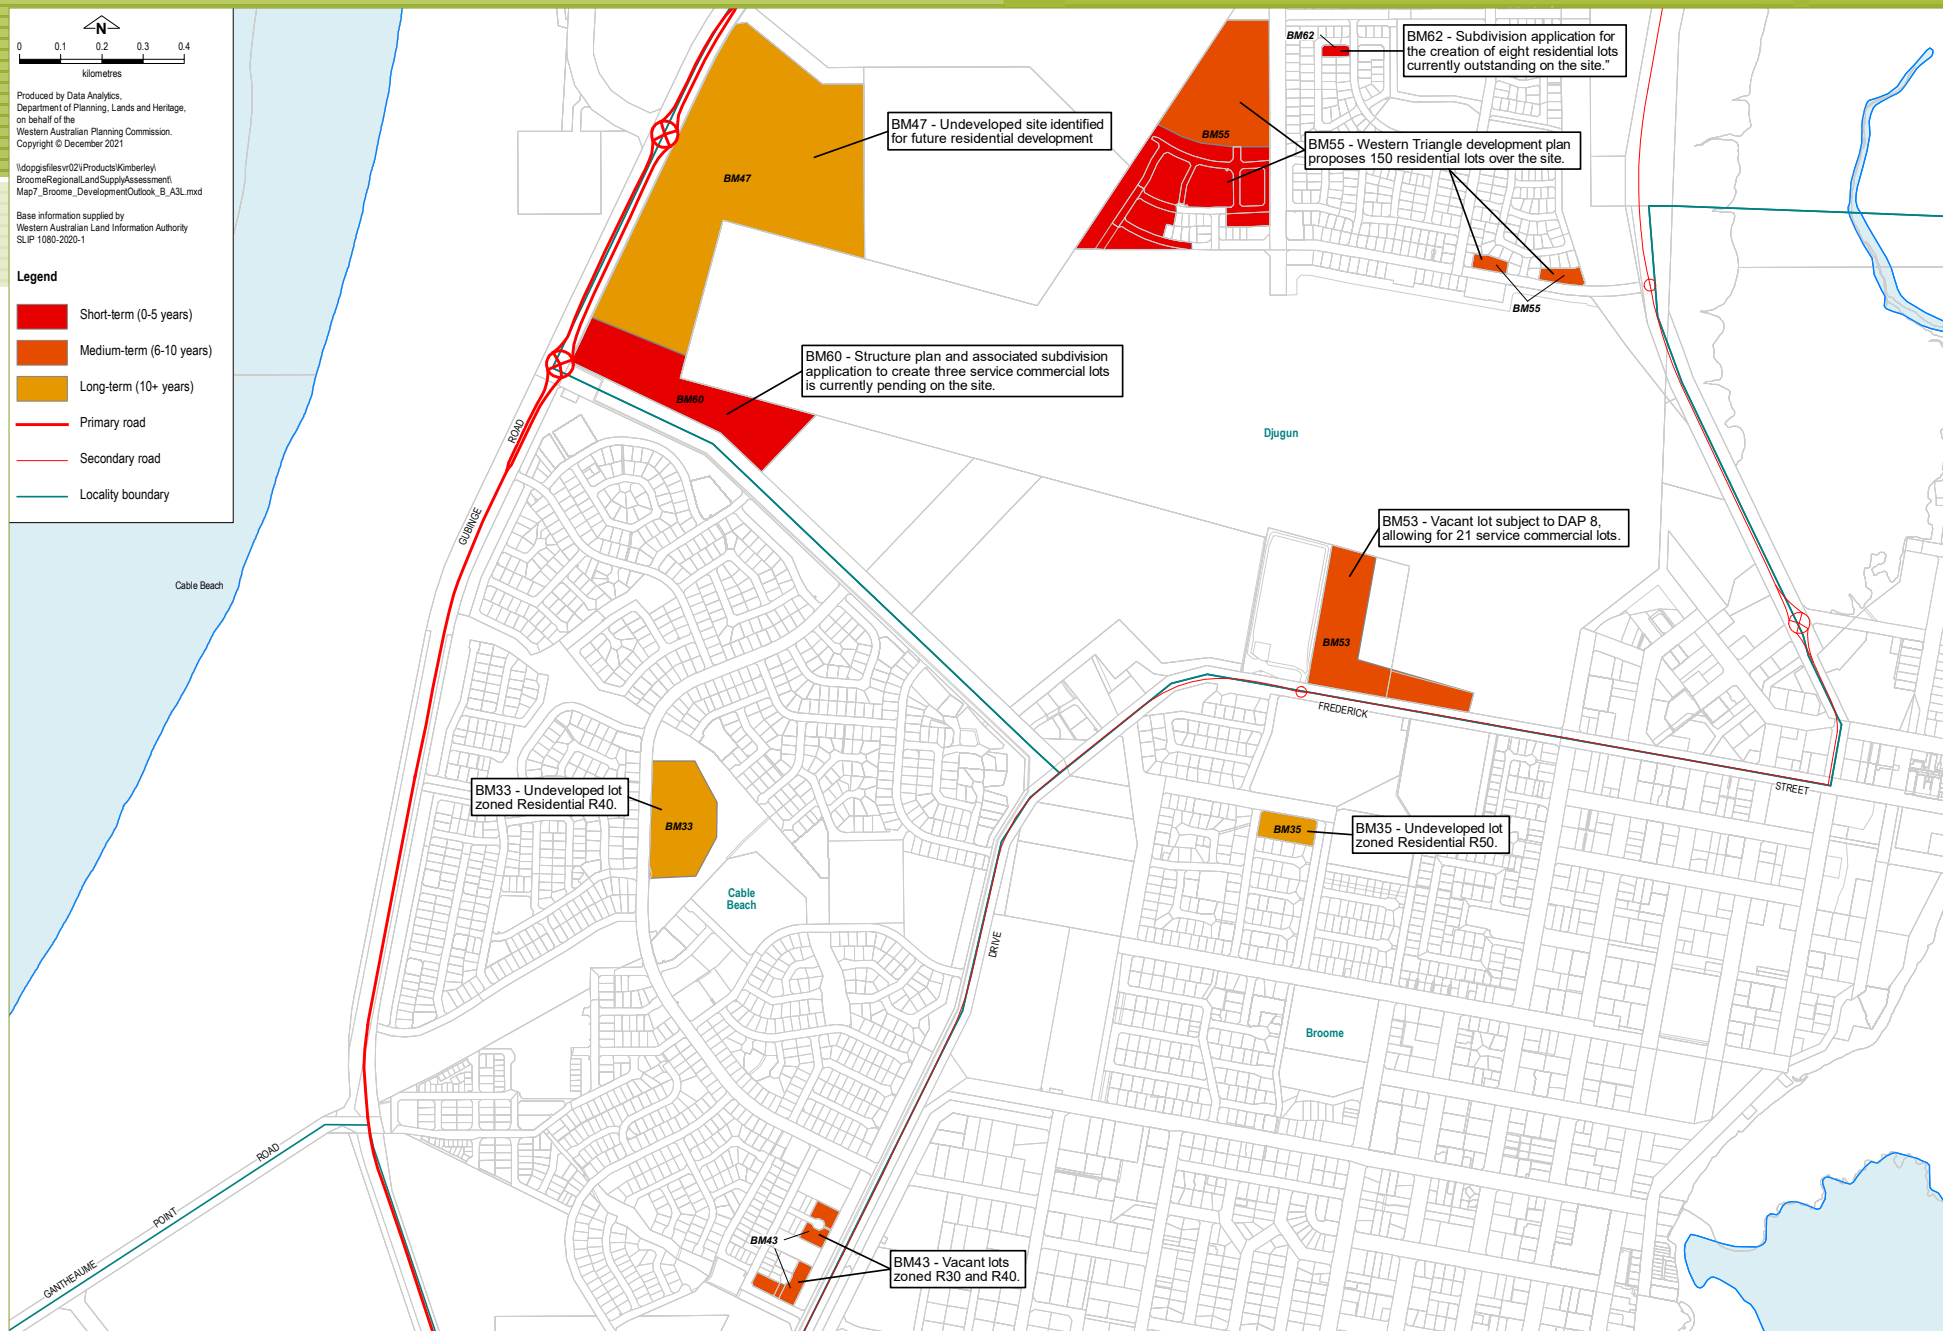 N
0 0.1 0.2 0.3 0.4
kilometres
Produced by Data Analytics,
Department of Planning, Lands and Heritage,
on behalf of the
Western Australian Planning Commission.
Copyright © December 2021
\\dopgisfilesvr02\iProducts\Kimberley\
BroomeRegionalLandSupplyAssessment\
Map7_Broome_DevelopmentOutlook_B_A3L.mxd
Base information supplied by
Western Australian Land Information Authority
SLIP 1080-2020-1
Legend
Short-term (0-5 years)
Medium-term (6-10 years)
Long-term (10+ years)
Primary road
Secondary road
Locality boundary
BM62
BM62 - Subdivision application for
the creation of eight residential lots
currently outstanding on the site.”
BM47 - Undeveloped site identified
for future residential development
BM47
BM55
BM55 - Western Triangle development plan
proposes 150 residential lots over the site.
BM55
BM60 - Structure plan and associated subdivision
application to create three service commercial lots
is currently pending on the site.
BM60
Djugun
ROAD
GUBINGE
BM53 - Vacant lot subject to DAP 8,
allowing for 21 service commercial lots.
Cable Beach
BM53
FREDERICK
STREET
BM33 - Undeveloped lot
zoned Residential R40.
BM33
BM35
BM35 - Undeveloped lot
zoned Residential R50.
Cable
Beach
DRIVE
Broome
ROAD
POINT
GANTHEAUME
BM43
BM43 - Vacant lots
zoned R30 and R40.